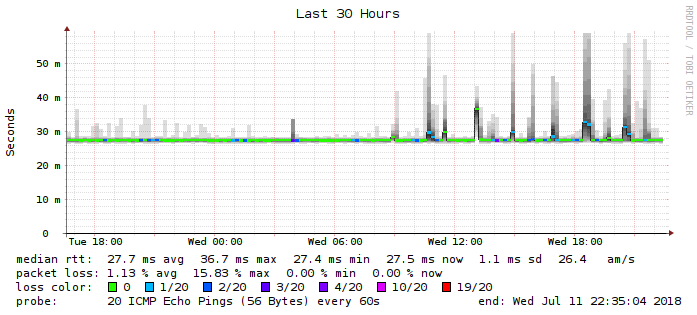 Last 30 Hours
RRDTOOL / TOBI OETIKER
Seconds
50 m
40 m
30 m
20 m
10 m
0
Tue 18:00 Wed 00:00 Wed 06:00 Wed 12:00 Wed 18:00
median rtt: 27.7 ms avg 36.7 ms max 27.4 ms min 27.5 ms now 1.1 ms sd 26.4 am/s
packet loss: 1.13 % avg 15.83 % max 0.00 % min 0.00 % now
loss color: 0 1/20 2/20 3/20 4/20 10/20 19/20
probe: 20 ICMP Echo Pings (56 Bytes) every 60s end: Wed Jul 11 22:35:04 2018